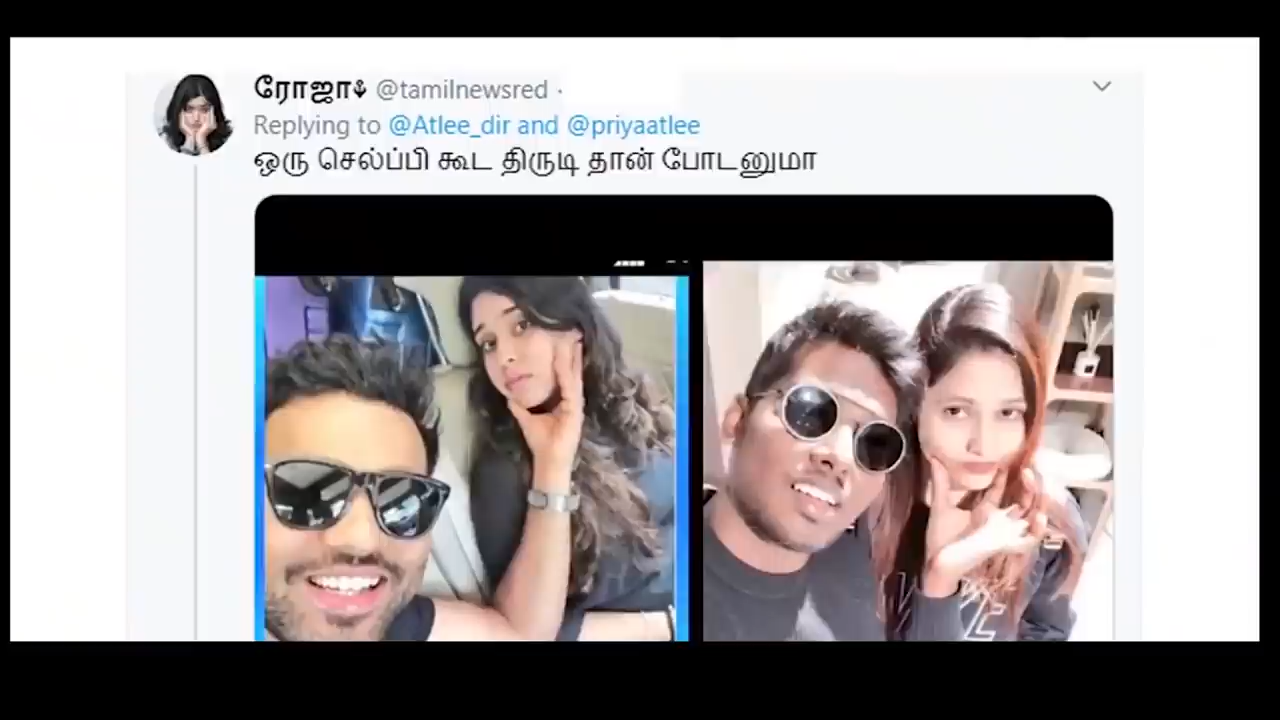 ரோஜா⚓ @tamilnewsred ·
Replying to @Atlee_dir and @priyaatlee
ஒரு செல்ப்பி கூட திருடி தான் போடனுமா